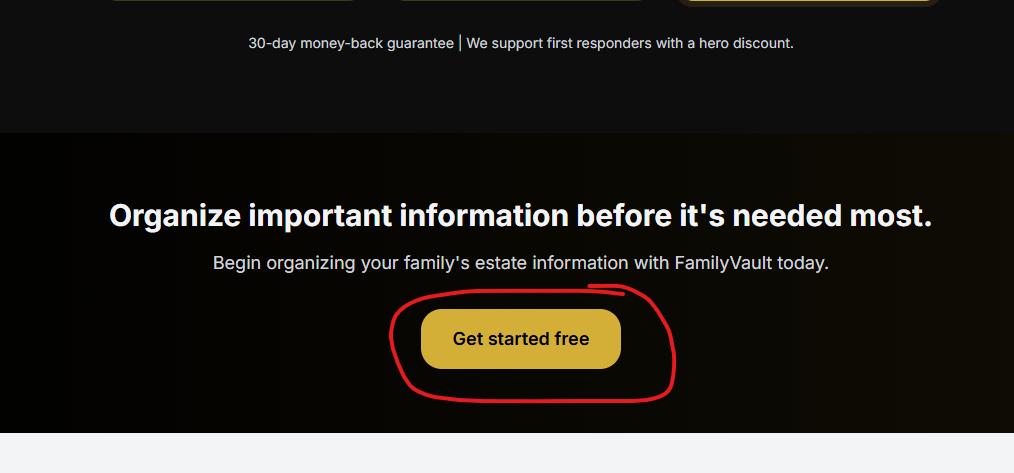 30-day money-back guarantee | We support first responders with a hero discount.
Organize important information before it's needed most.
Begin organizing your family's estate information with FamilyVault today.
Get started free